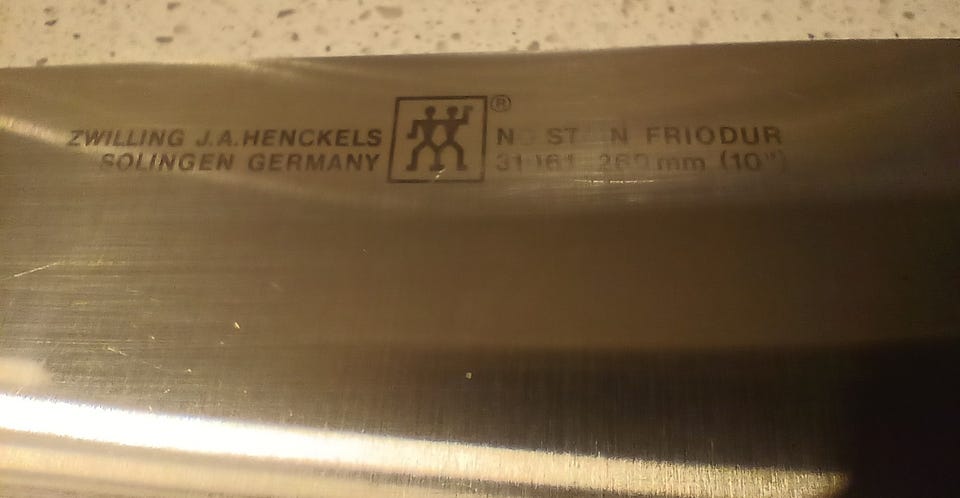 ZWILLING J.A.HENCKELS
SOLINGEN GERMANY
®
FRIODUR
mm (10")